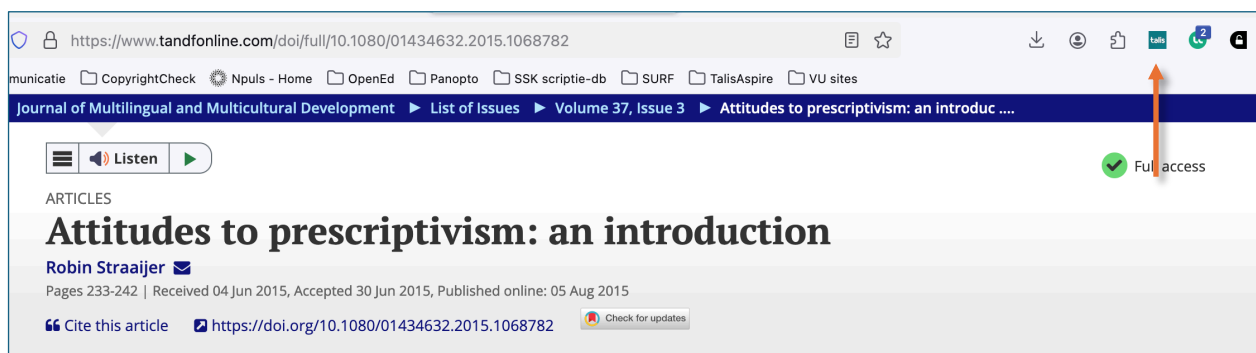 https://www.tandfonline.com/doi/full/10.1080/01434632.2015.1068782 talis 2
municatie CopyrightCheck Npuls - Home OpenEd Panopto SSK scriptie-db SURF TalisAspire VU sites
Journal of Multilingual and Multicultural Development ▶ List of Issues ▶ Volume 37, Issue 3 ▶ Attitudes to prescriptivism: an introduc ....
Listen
Full access
ARTICLES
Attitudes to prescriptivism: an introduction
Robin Straaijer
Pages 233-242 | Received 04 Jun 2015, Accepted 30 Jun 2015, Published online: 05 Aug 2015
Cite this article https://doi.org/10.1080/01434632.2015.1068782 Check for updates